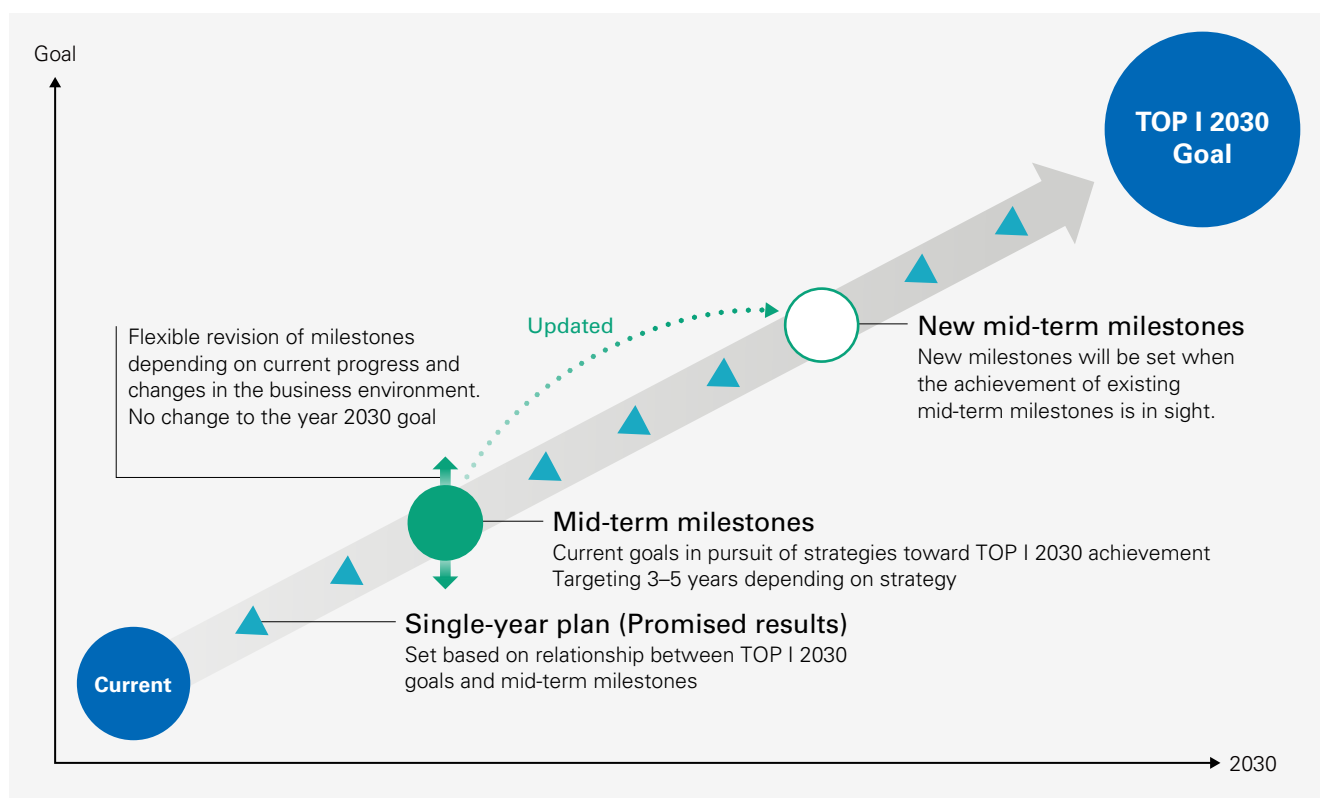 Goal
TOP I 2030
Goal
Updated
Flexible revision of milestones
depending on current progress and
changes in the business environment.
No change to the year 2030 goal
New mid-term milestones
New milestones will be set when
the achievement of existing
mid-term milestones is in sight.
Mid-term milestones
Current goals in pursuit of strategies toward TOP I 2030 achievement
Targeting 3–5 years depending on strategy
Single-year plan (Promised results)
Set based on relationship between TOP I 2030
goals and mid-term milestones
Current
2030